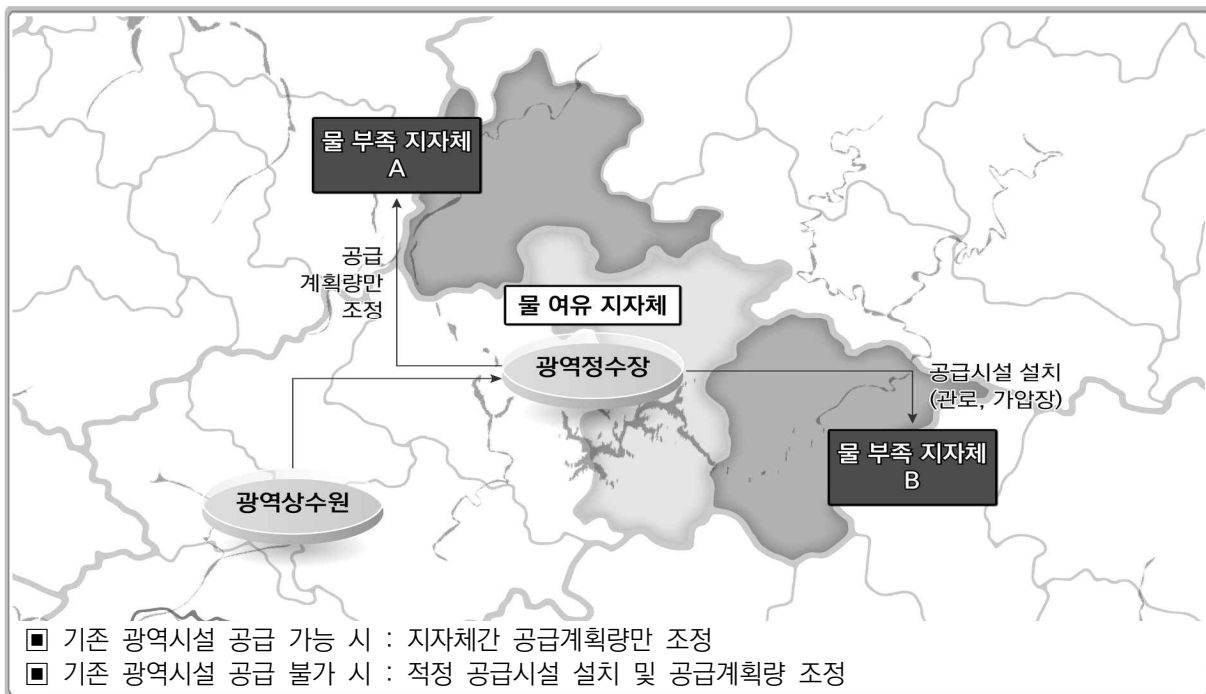 물 부족 지자체
A
공급
계획량만
조정
물 여유 지자체
광역정수장
공급시설 설치
(관로, 가압장)
물 부족 지자체
B
광역상수원
▣ 기존 광역시설 공급 가능 시 : 지자체간 공급계획량만 조정
▣ 기존 광역시설 공급 불가 시 : 적정 공급시설 설치 및 공급계획량 조정